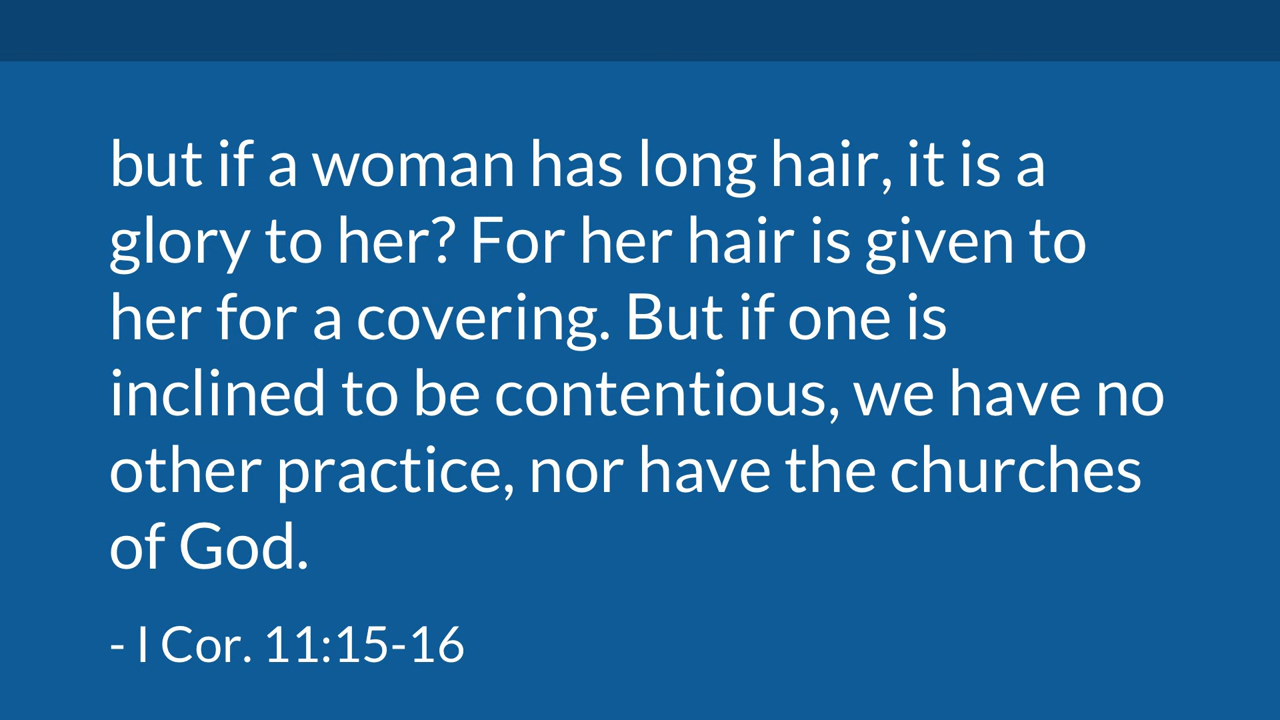 but if a woman has long hair, it is a
glory to her? For her hair is given to
her for a covering. But if one is
inclined to be contentious, we have no
other practice, nor have the churches
of God.
- I Cor. 11:15-16